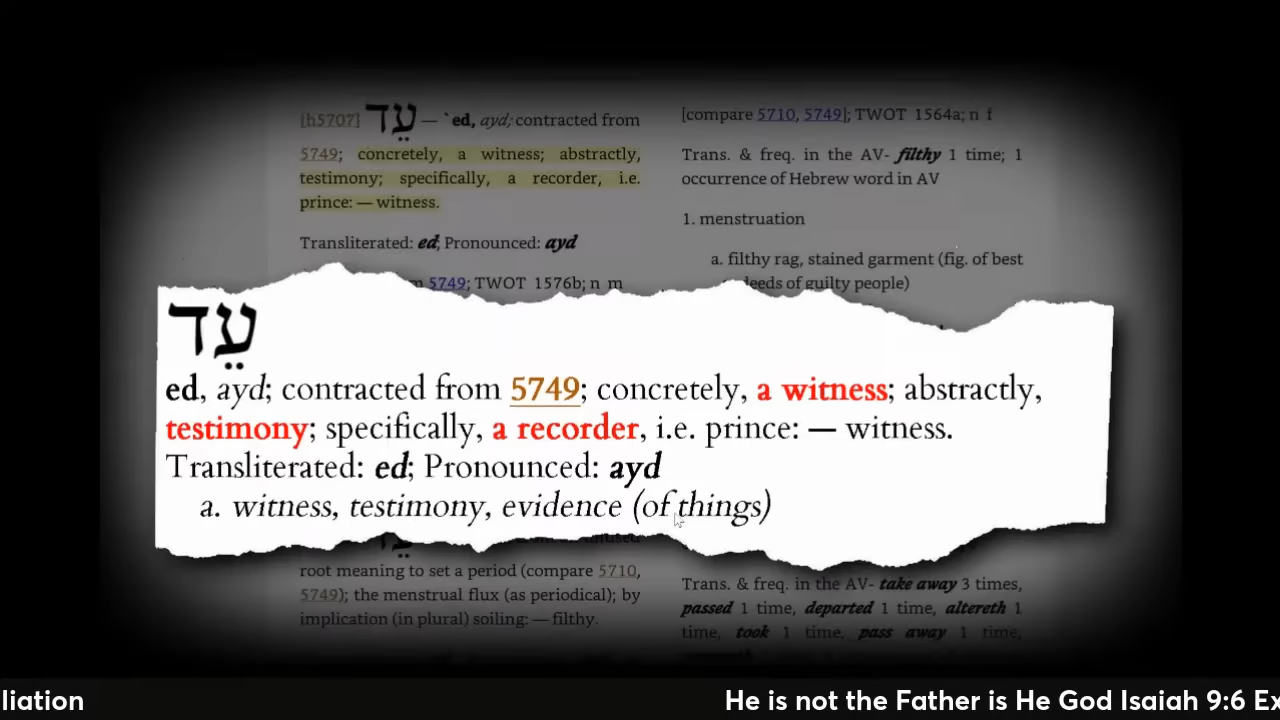 [h5707] עֵד — `ed, ayd; contracted from
5749; concretely, a witness; abstractly,
testimony; specifically, a recorder, i.e.
prince: — witness.
Transliterated: ed; Pronounced: ayd
5749; TWOT 1576b; n m
[compare 5710, 5749]; TWOT 1564a; n f
Trans. & freq. in the AV- filthy 1 time; 1
occurrence of Hebrew word in AV
1. menstruation
a. filthy rag, stained garment (fig. of best
deeds of guilty people)
עֵד
ed, ayd; contracted from 5749; concretely, a witness; abstractly,
testimony; specifically, a recorder, i.e. prince: — witness.
Transliterated: ed; Pronounced: ayd
a. witness, testimony, evidence (of things)
root meaning to set a period (compare 5710,
5749); the menstrual flux (as periodical); by
implication (in plural) soiling: — filthy.
Trans. & freq. in the AV- take away 3 times,
passed 1 time, departed 1 time, altereth 1
time, took 1 time, pass away 1 time,
liation
He is not the Father is He God Isaiah 9:6 Ex